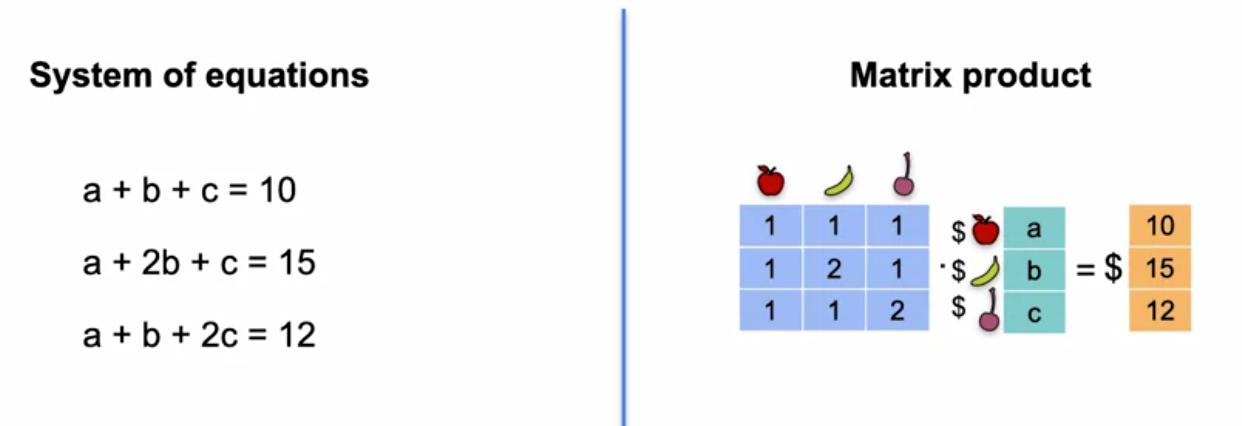 System of equations
a + b + c = 10
a + 2b + c = 15
a + b + 2c = 12
Matrix product
1 1 1 $ a 10
1 2 1 · $ b = $ 15
1 1 2 $ c 12